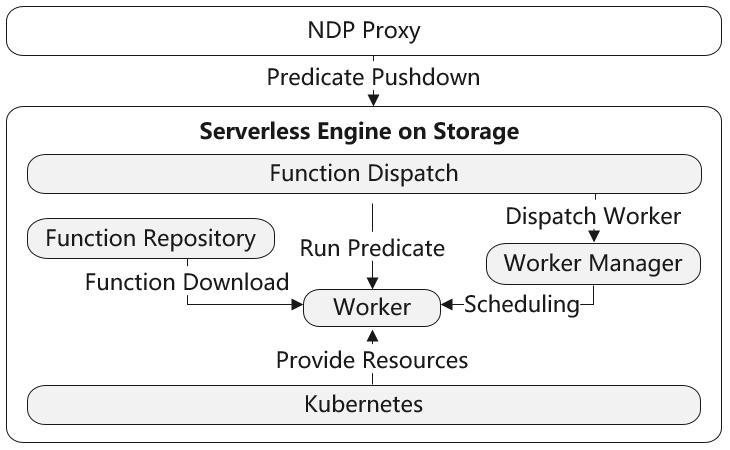 NDP Proxy
Predicate Pushdown
Serverless Engine on Storage
Function Dispatch
Dispatch Worker
Function Repository
Run Predicate
Worker Manager
Function Download
Worker
Scheduling
Provide Resources
Kubernetes